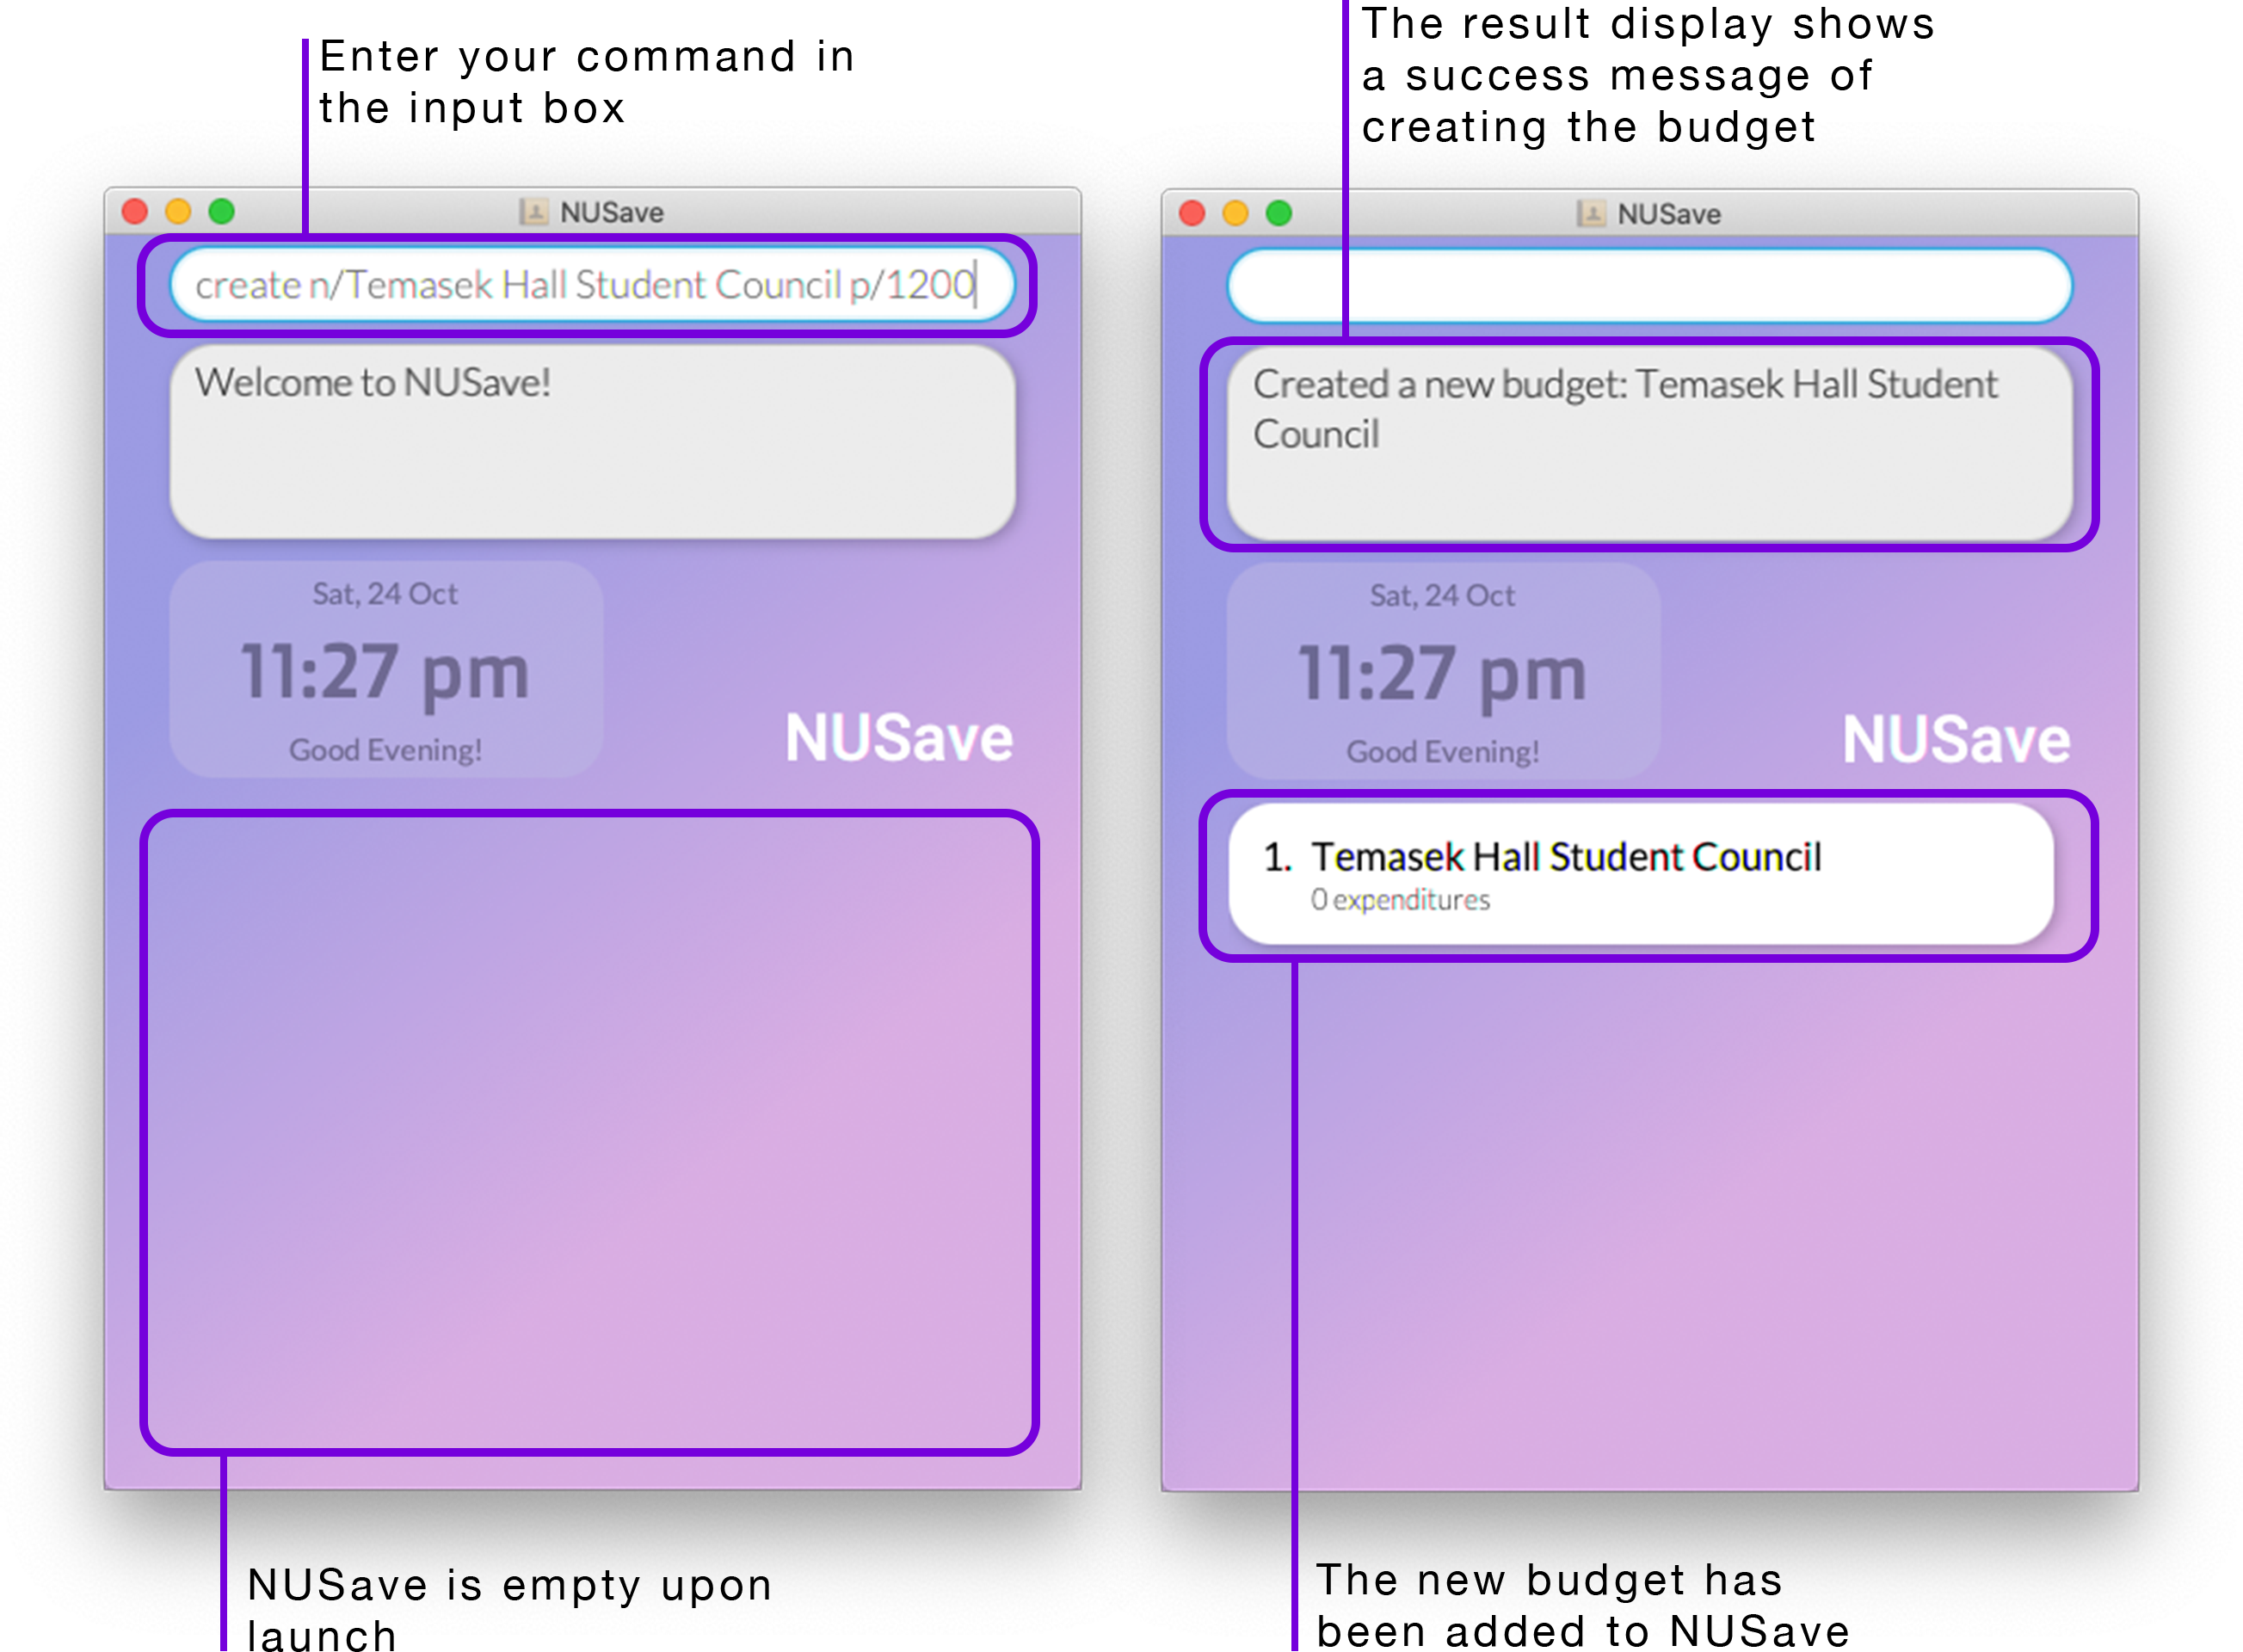 Enter your command in
the input box
The result display shows
a success message of
creating the budget
NUSave
create n/Temasek Hall Student Council p/1200
Welcome to NUSave!
Sat, 24 Oct
11:27 pm
Good Evening!
NUSave
NUSave is empty upon
launch
NUSave
Created a new budget: Temasek Hall Student
Council
Sat, 24 Oct
11:27 pm
Good Evening!
NUSave
1. Temasek Hall Student Council
0 expenditures
The new budget has
been added to NUSave